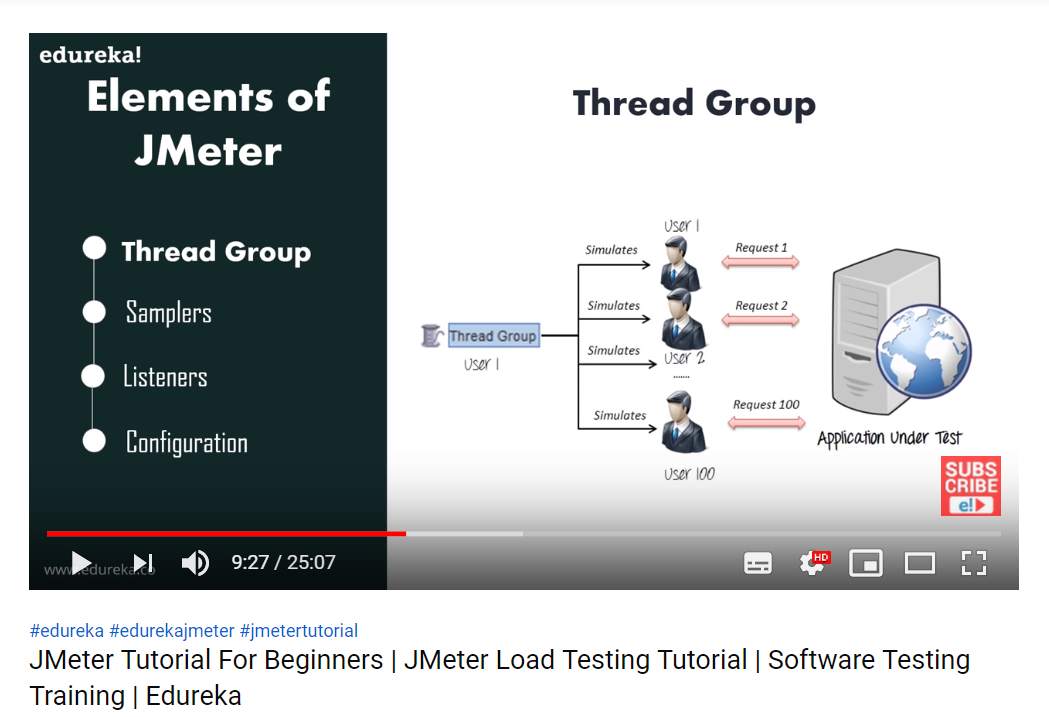 edureka!
Elements of
JMeter
Thread Group
Samplers
Listeners
Configuration
Thread Group
Thread Group
User 1
Simulates
Simulates
Simulates
Simulates
User 1
User 2
.......
User 100
Request 1
Request 2
Request 100
Application Under Test
SUBS
CRIBE
e!
www.edureka.co
9:27 / 25:07
HD
#edureka #edurekajmeter #jmetertutorial
JMeter Tutorial For Beginners | JMeter Load Testing Tutorial | Software Testing
Training | Edureka